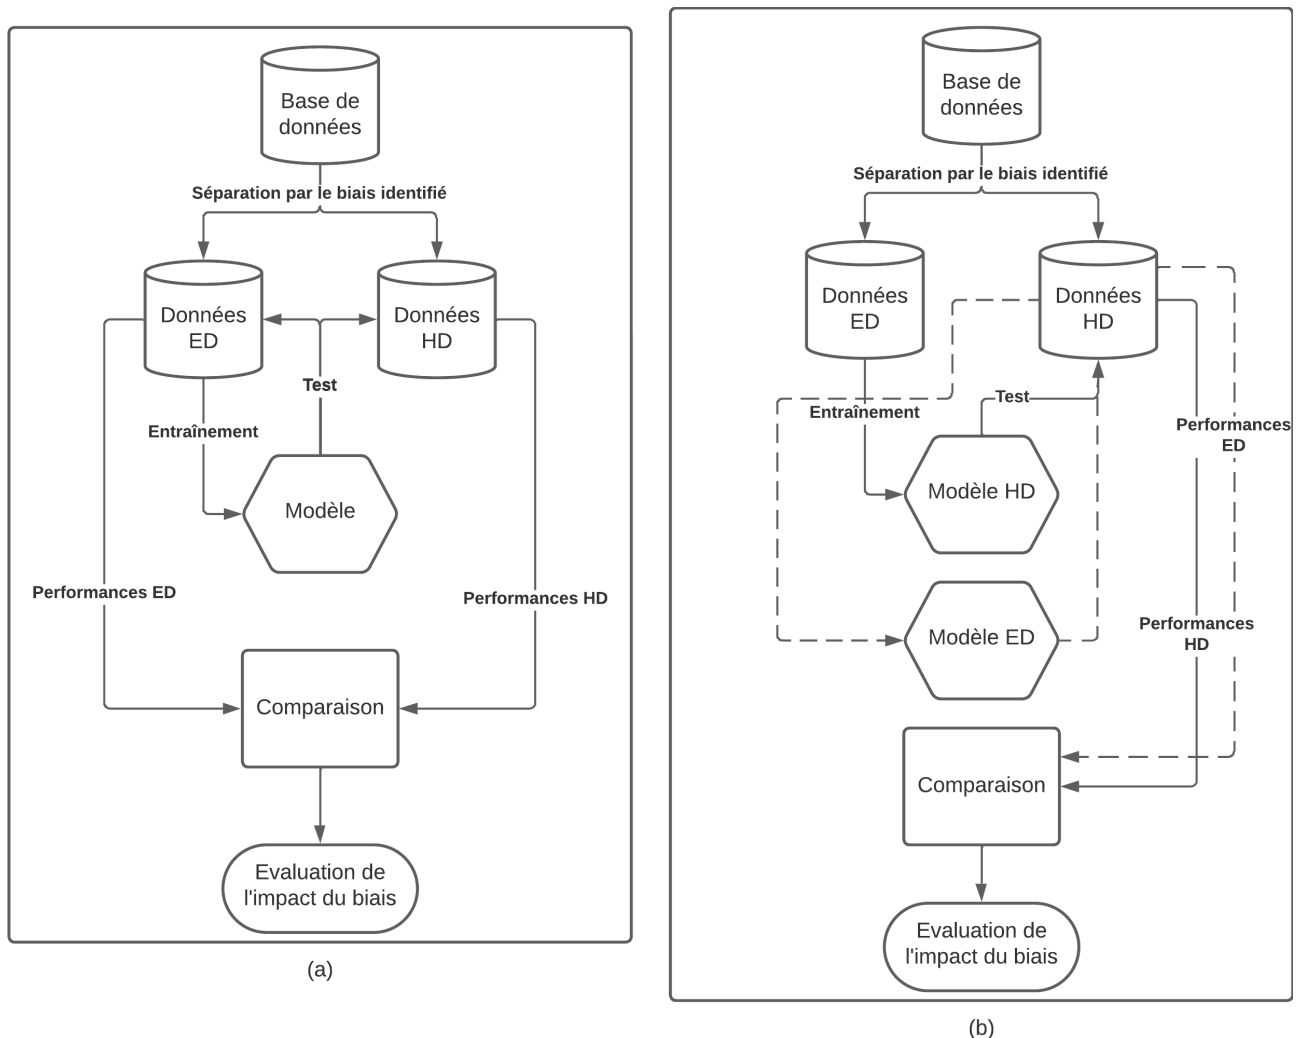 Base de
données
Séparation par le biais identifié
Données
ED
Données
HD
Test
Entraînement
Modèle
Performances ED
Performances HD
Comparaison
Evaluation de
l'impact du biais
(a)
Base de
données
Séparation par le biais identifié
Données
ED
Données
HD
Test
Entraînement
Performances
ED
Modèle HD
Performances
HD
Modèle ED
Comparaison
Evaluation de
l'impact du biais
(b)